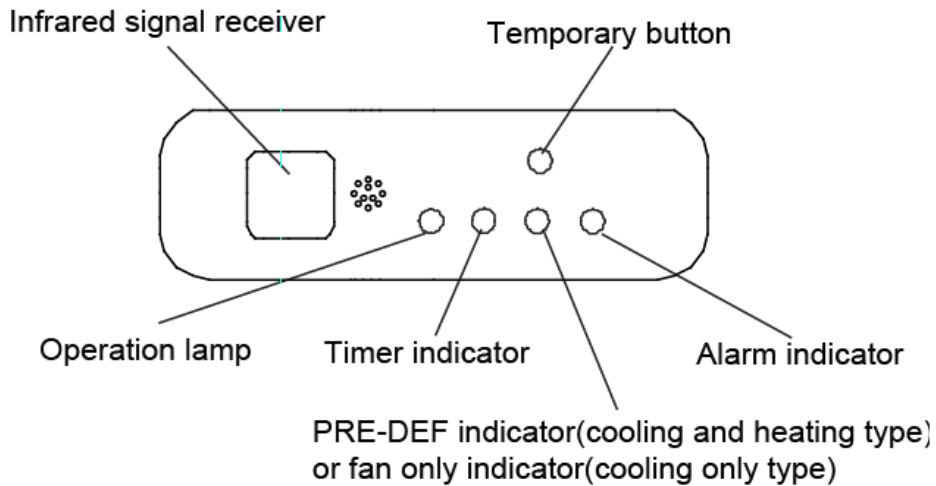 Infrared signal receiver
Temporary button
Operation lamp
Timer indicator
Alarm indicator
PRE-DEF indicator(cooling and heating type)
or fan only indicator(cooling only type)